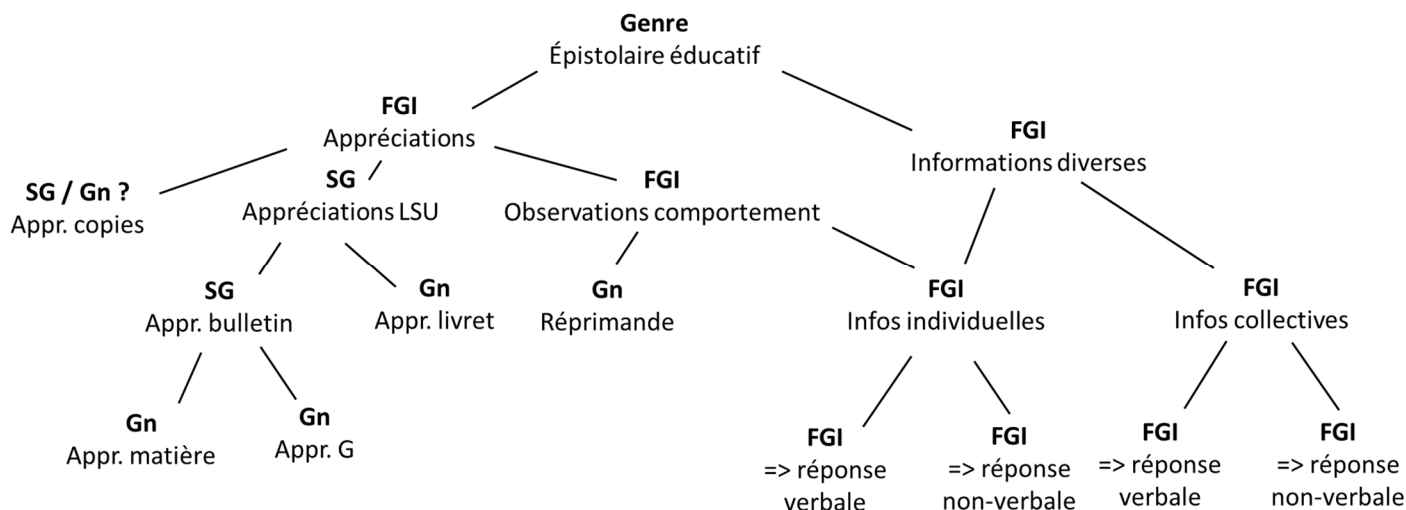 Genre
Épistolaire éducatif
FGI
Appréciations
FGI
Informations diverses
SG / Gn ?
Appr. copies
SG
Appréciations LSU
FGI
Observations comportement
SG
Appr. bulletin
Gn
Appr. livret
Gn
Réprimande
FGI
Infos individuelles
FGI
Infos collectives
Gn
Appr. matière
Gn
Appr. G
FGI
=> réponse
verbale
FGI
=> réponse
non-verbale
FGI
=> réponse
verbale
FGI
=> réponse
non-verbale